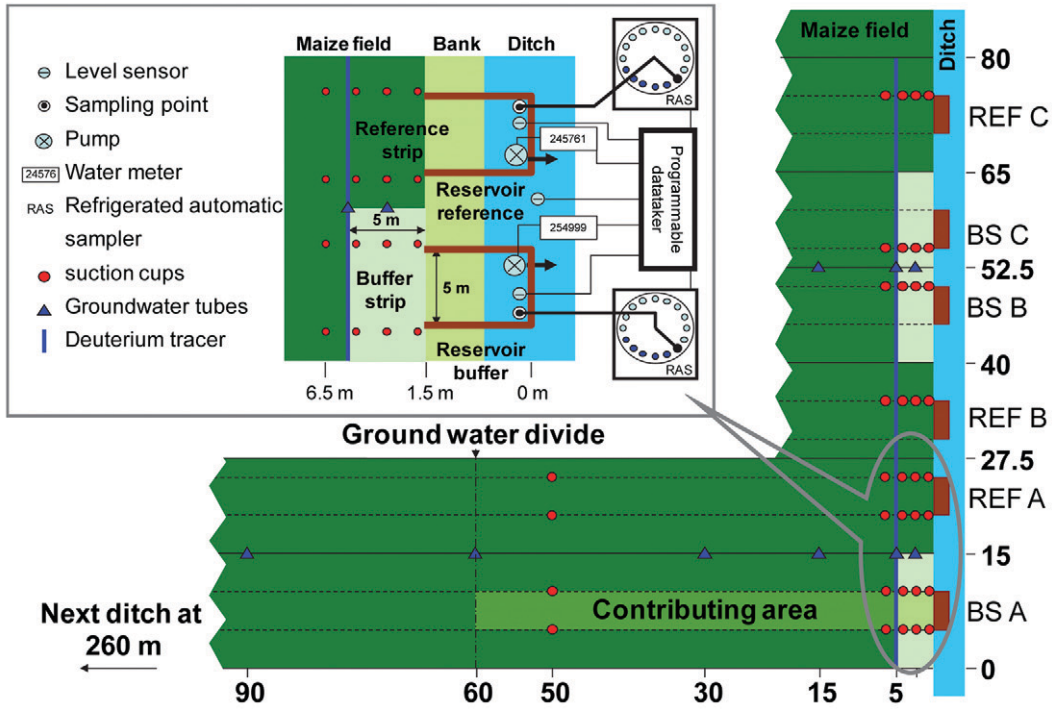 Maize field
Bank
Ditch
Level sensor
Sampling point
Pump
24576
Water meter
RAS
Refrigerated automatic
sampler
suction cups
Groundwater tubes
Deuterium tracer
Reference
strip
Reservoir
reference
5 m
Buffer
strip
5 m
Reservoir
buffer
6.5 m
1.5 m
0 m
RAS
245761
254999
Programmable
datataker
RAS
Maize field
Ditch
80
REF C
65
BS C
52.5
BS B
40
REF B
27.5
REF A
15
BS A
0
Ground water divide
Contributing area
Next ditch at
260 m
90
60
50
30
15
5